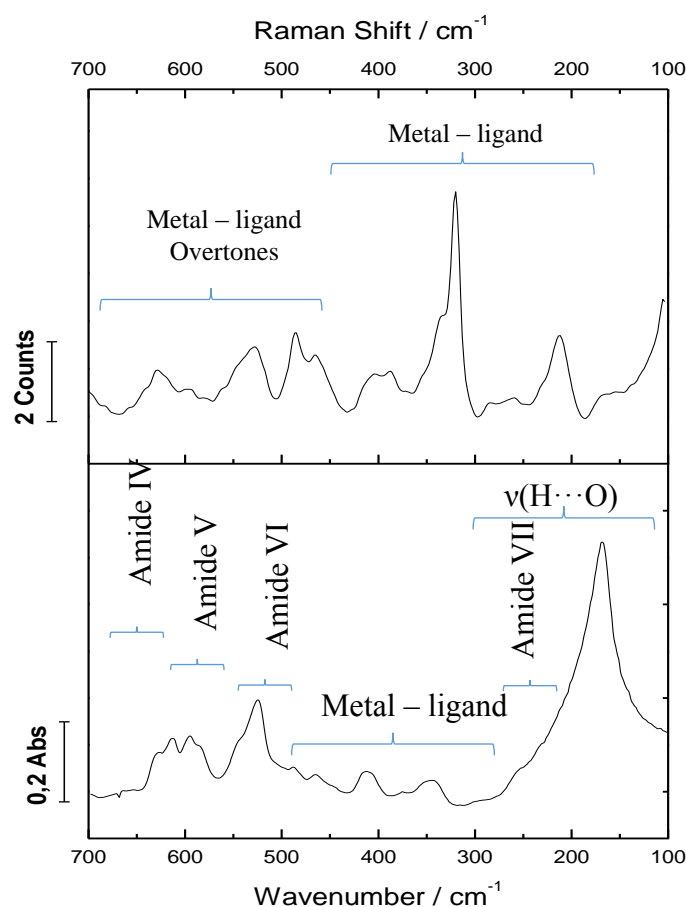 Raman Shift / cm-1
700 600 500 400 300 200 100
Metal – ligand
Metal – ligand
Overtones
2 Counts
ν(H···O)
Amide IV
Amide V
Amide VI
Amide VII
Metal – ligand
0,2 Abs
700 600 500 400 300 200 100
Wavenumber / cm-1